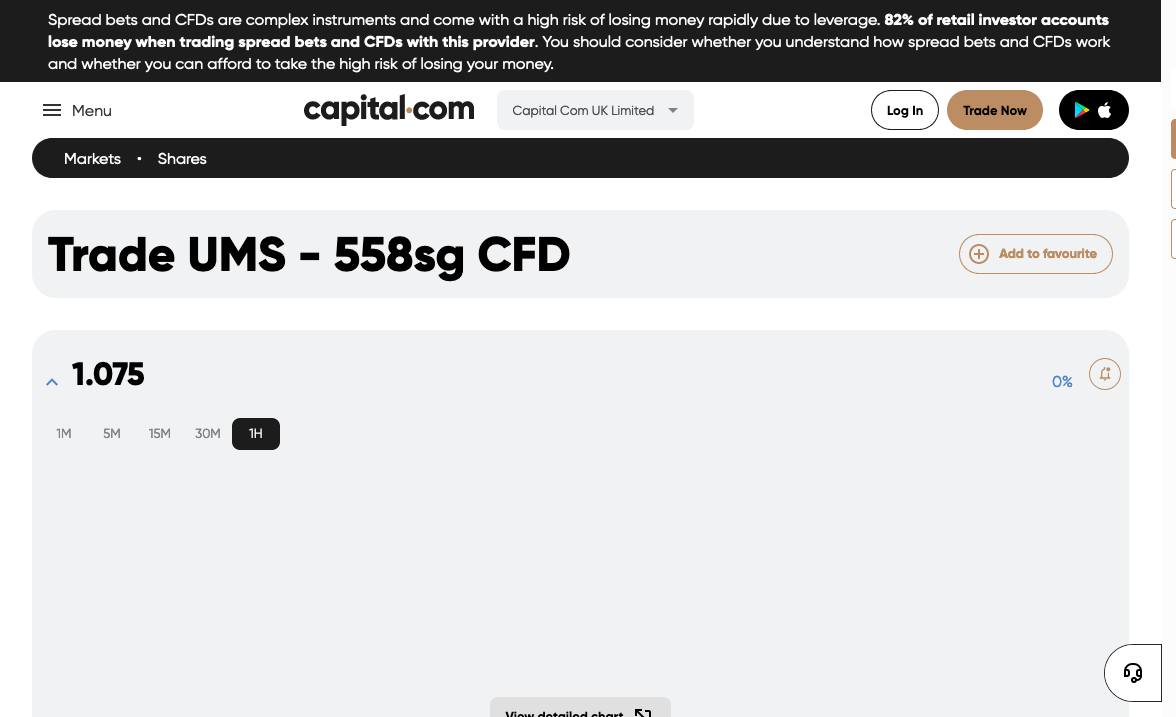 Spread bets and CFDs are complex instruments and come with a high risk of losing money rapidly due to leverage. 82% of retail investor accounts
lose money when trading spread bets and CFDs with this provider. You should consider whether you understand how spread bets and CFDs work
and whether you can afford to take the high risk of losing your money.
Menu
capital.com
Capital Com UK Limited
Log In
Trade Now
Markets • Shares
Trade UMS - 558sg CFD
Add to favourite
1.075
0%
1M 5M 15M 30M 1H
View detailed chart